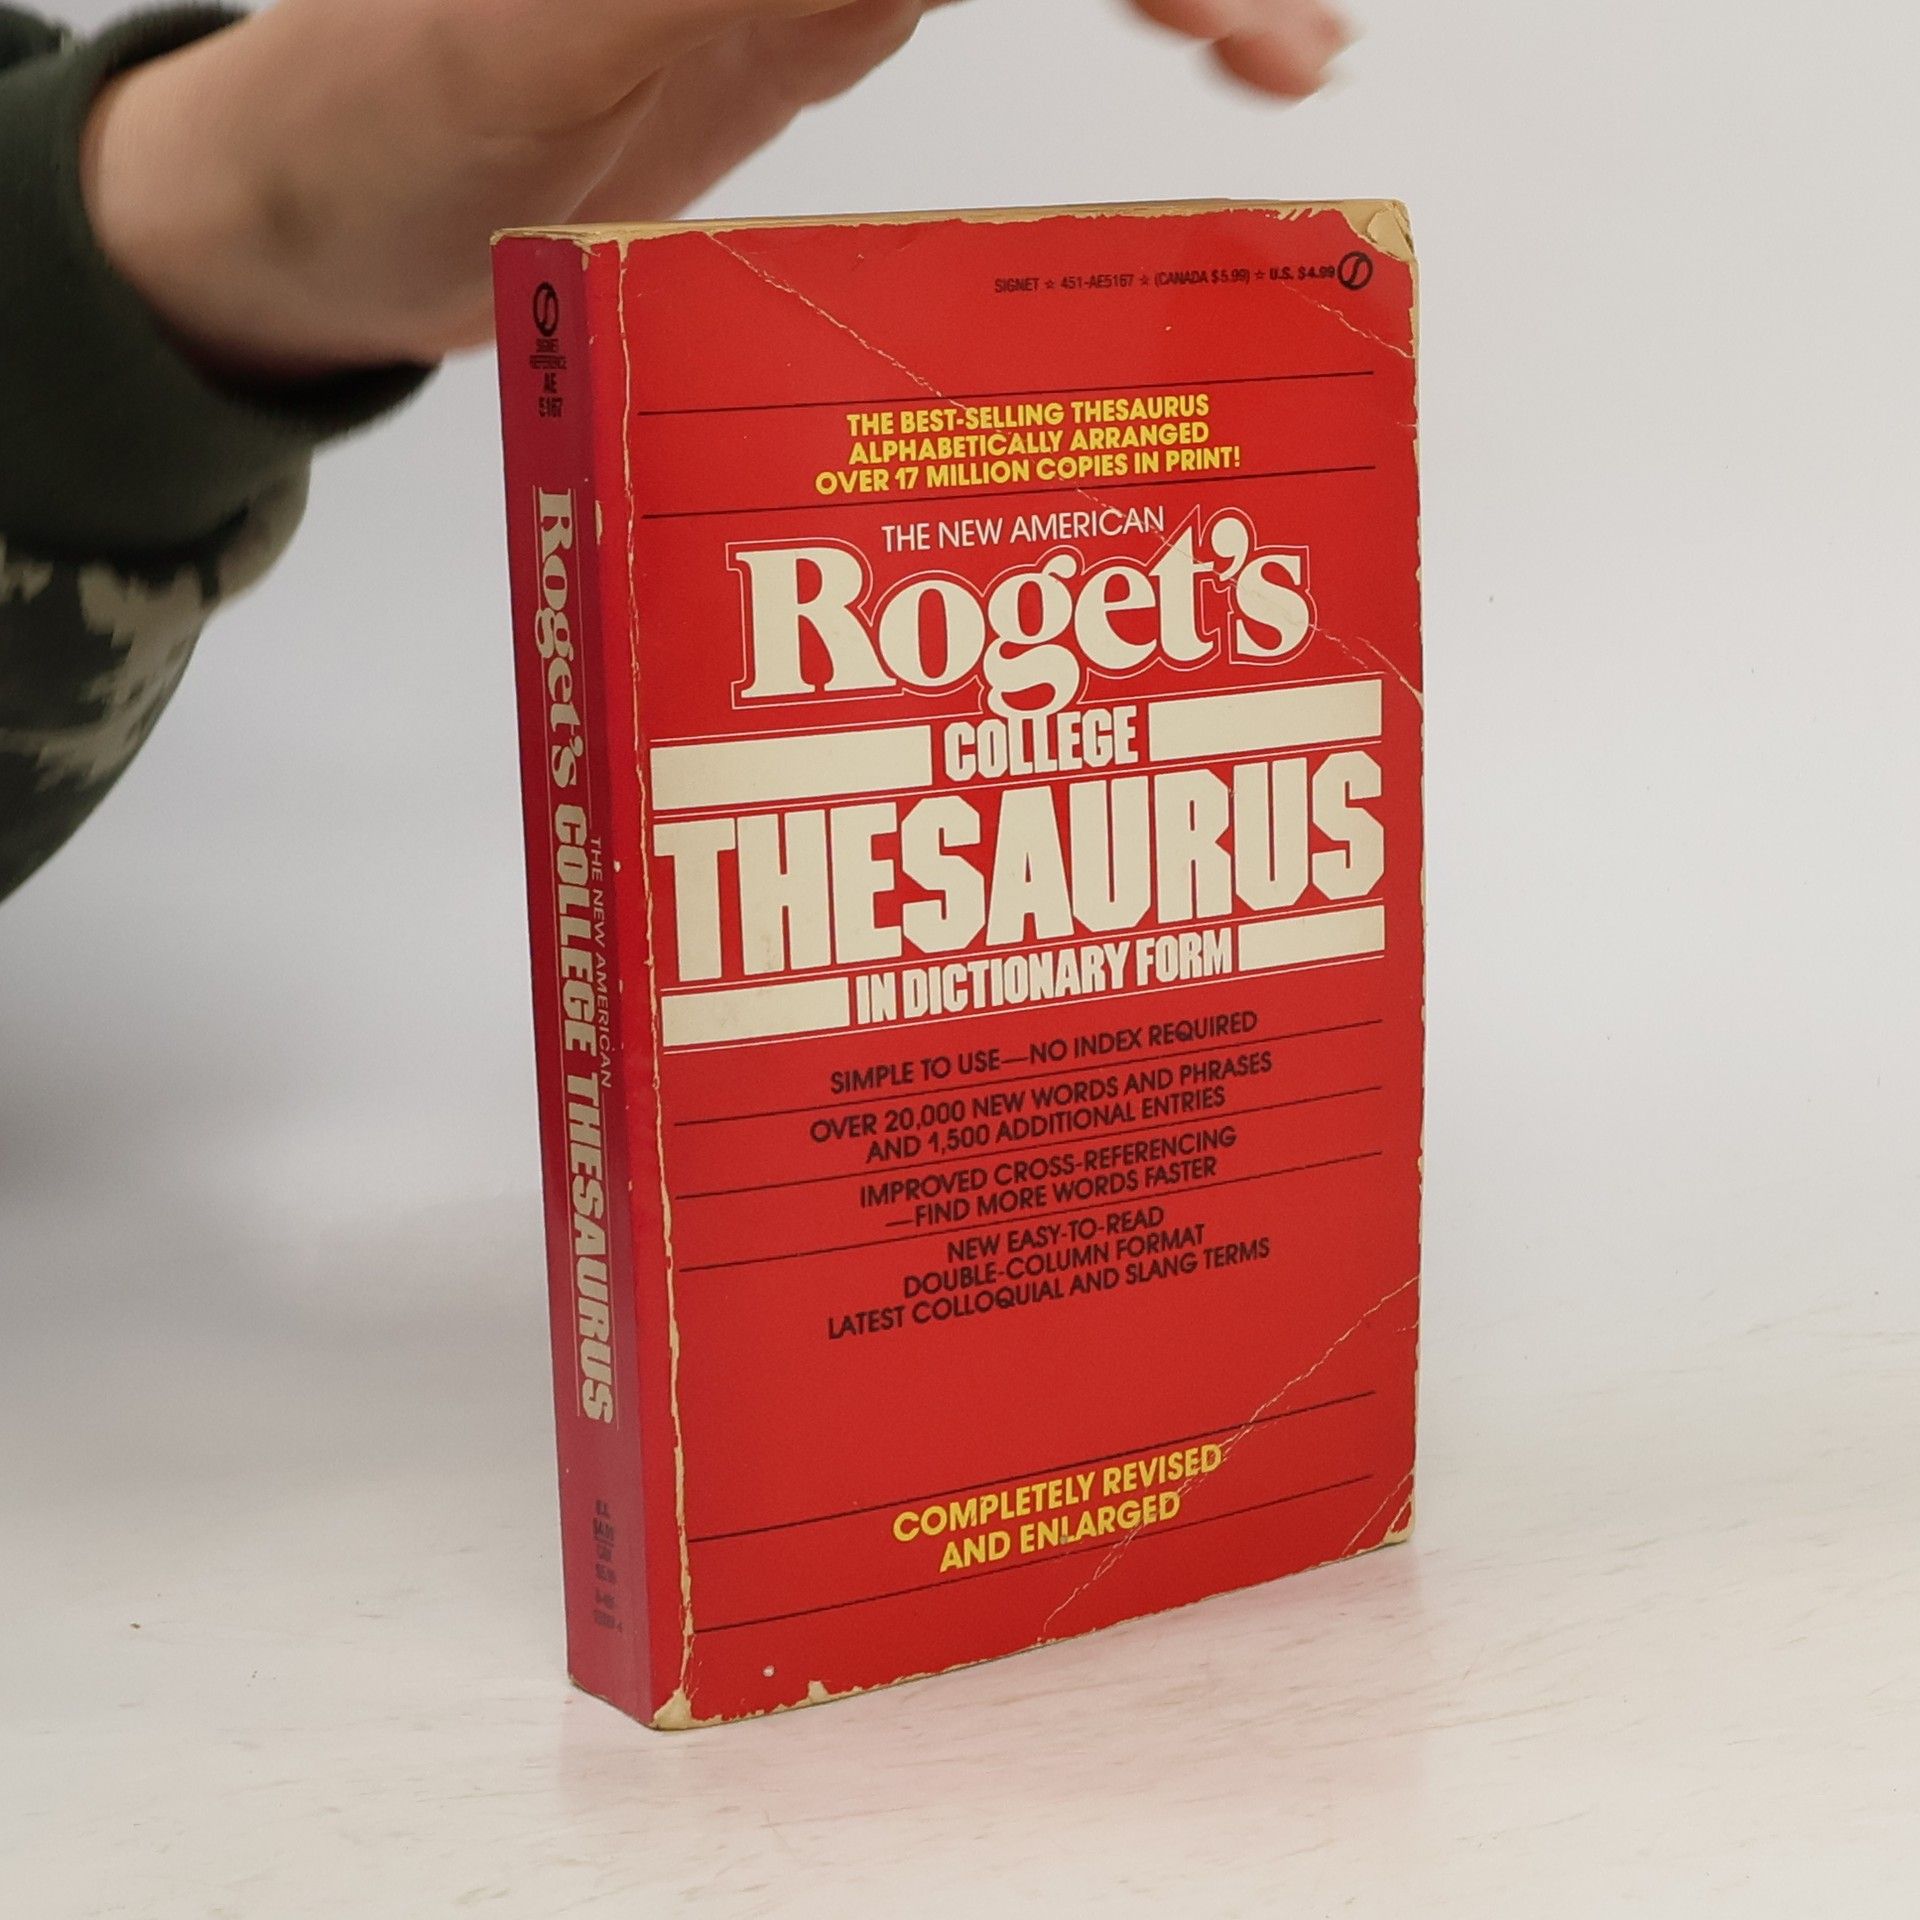 SIGNET ☆ 451-AE5167 ☆ (CANADA $5.99) ☆ U.S. $4.99
THE BEST-SELLING THESAURUS
ALPHABETICALLY ARRANGED
OVER 17 MILLION COPIES IN PRINT!
THE NEW AMERICAN
Roget's
COLLEGE
THESAURUS
IN DICTIONARY FORM
SIMPLE TO USE—NO INDEX REQUIRED
OVER 20,000 NEW WORDS AND PHRASES
AND 1,500 ADDITIONAL ENTRIES
IMPROVED CROSS-REFERENCING
—FIND MORE WORDS FASTER
NEW EASY-TO-READ
DOUBLE-COLUMN FORMAT
LATEST COLLOQUIAL AND SLANG TERMS
COMPLETELY REVISED
AND ENLARGED
SIGNET
REFERENCE
AE
5167
THE NEW AMERICAN
Roget's COLLEGE THESAURUS